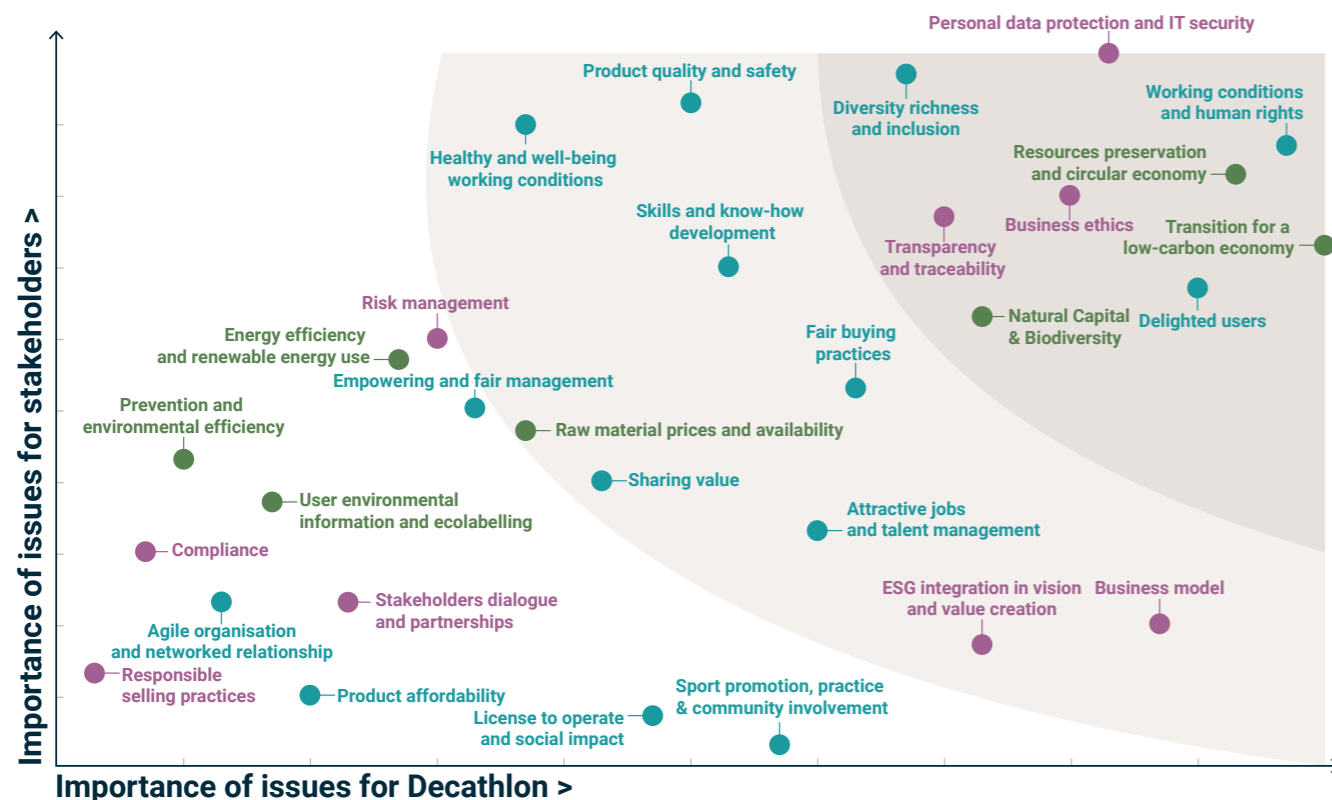 Personal data protection and IT security
Product quality and safety
Working conditions
and human rights
Diversity richness
and inclusion
Healthy and well-being
working conditions
Resources preservation
and circular economy
Skills and know-how
development
Business ethics
Transition for a
low-carbon economy
Transparency
and traceability
Risk management
Natural Capital
& Biodiversity
Delighted users
Energy efficiency
and renewable energy use
Fair buying
practices
Empowering and fair management
Prevention and
environmental efficiency
Raw material prices and availability
Sharing value
User environmental
information and ecolabelling
Attractive jobs
and talent management
Compliance
ESG integration in vision
and value creation
Business model
Stakeholders dialogue
and partnerships
Agile organisation
and networked relationship
Responsible
selling practices
Product affordability
Sport promotion, practice
& community involvement
License to operate
and social impact
Importance of issues for stakeholders >
Importance of issues for Decathlon >